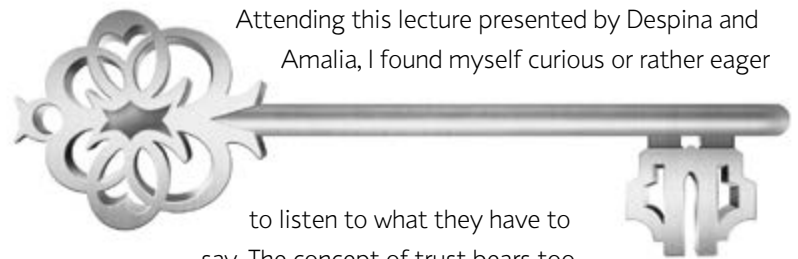 Attending this lecture presented by Despina and
Amalia, I found myself curious or rather eager
to listen to what they have to
say. The concept of trust bears too